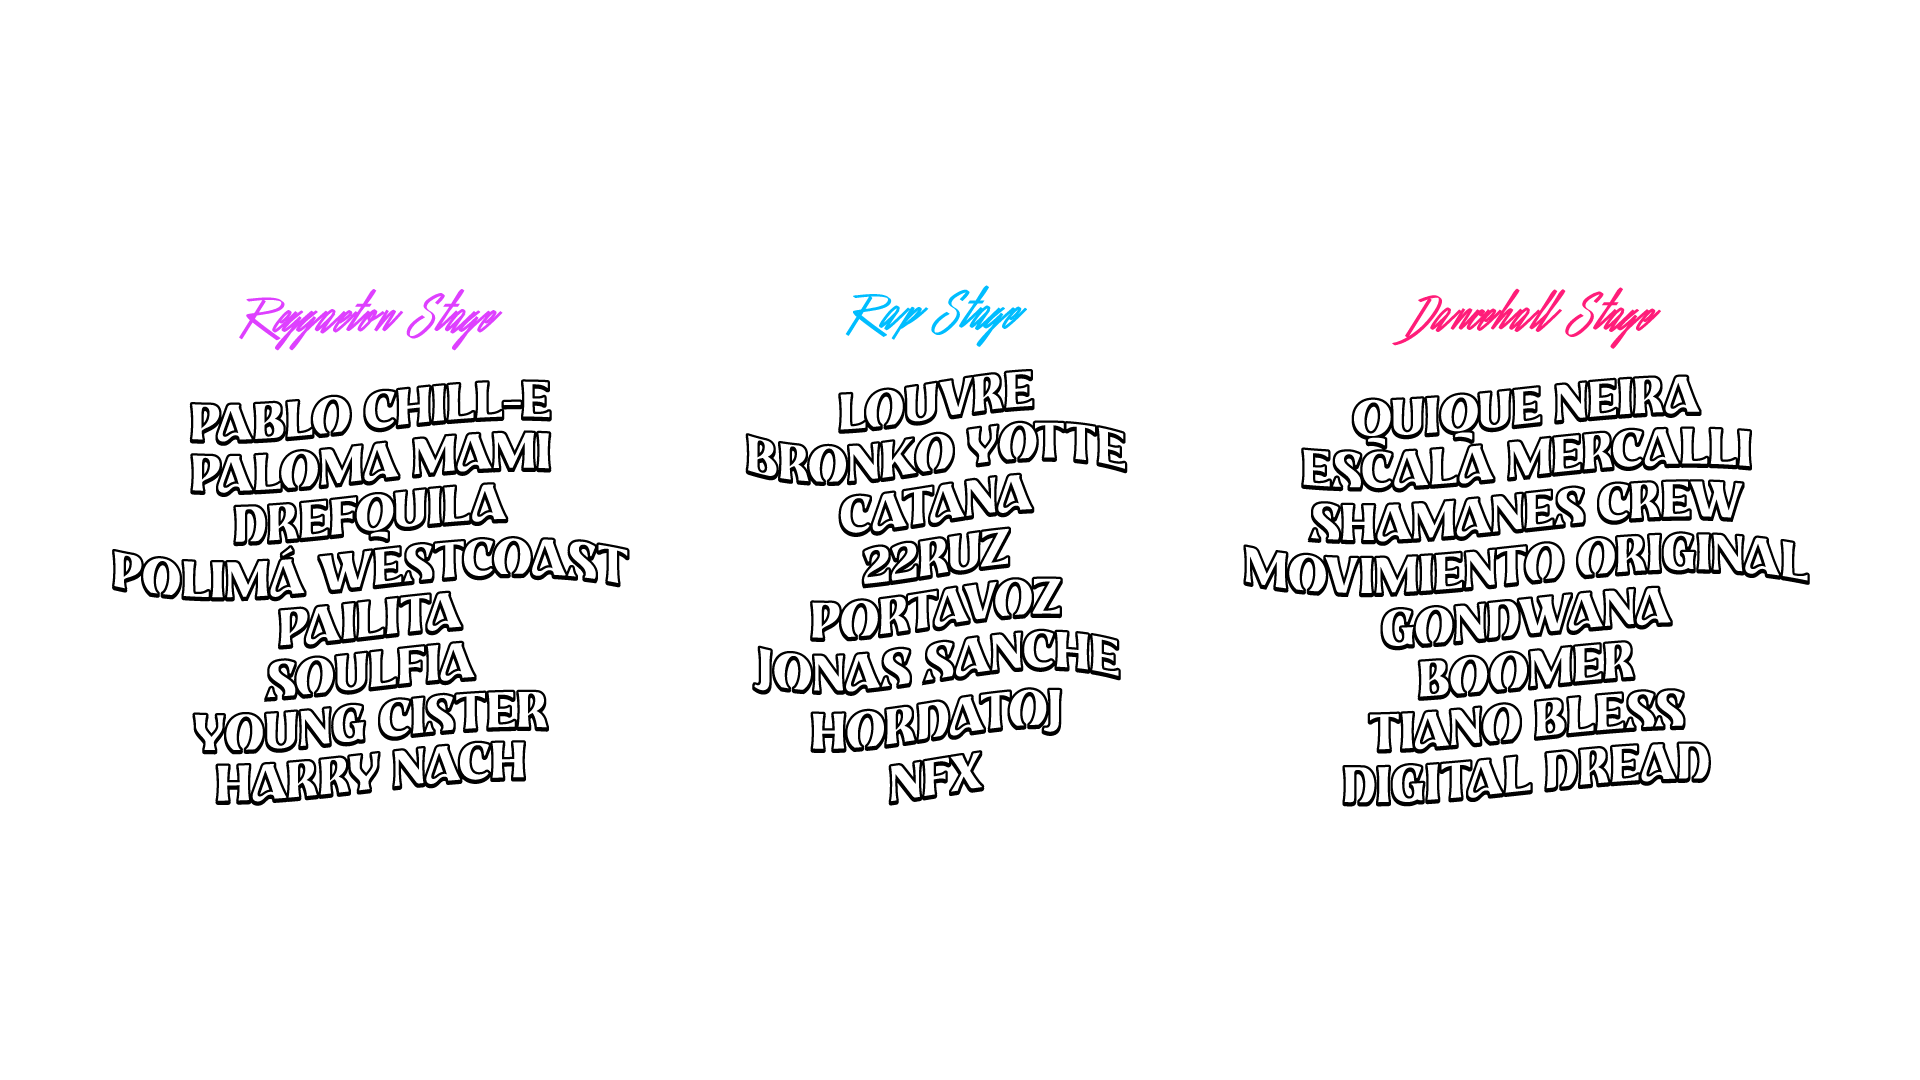 Reggaeton Stage
PABLO CHILL-E
PALOMA MAMI
DREFQUILA
POLIMÁ WESTCOAST
PAILITA
SOULFIA
YOUNG CISTER
HARRY NACH
Rap Stage
LOUVRE
BRONKO YOTTE
CATANA
22RUZ
PORTAVOZ
JONAS SANCHE
HORDATOJ
NFX
Dancehall Stage
QUIQUE NEIRA
ESCALA MERCALLI
SHAMANES CREW
MOVIMIENTO ORIGINAL
GONDWANA
BOOMER
TIANO BLESS
DIGITAL DREAD